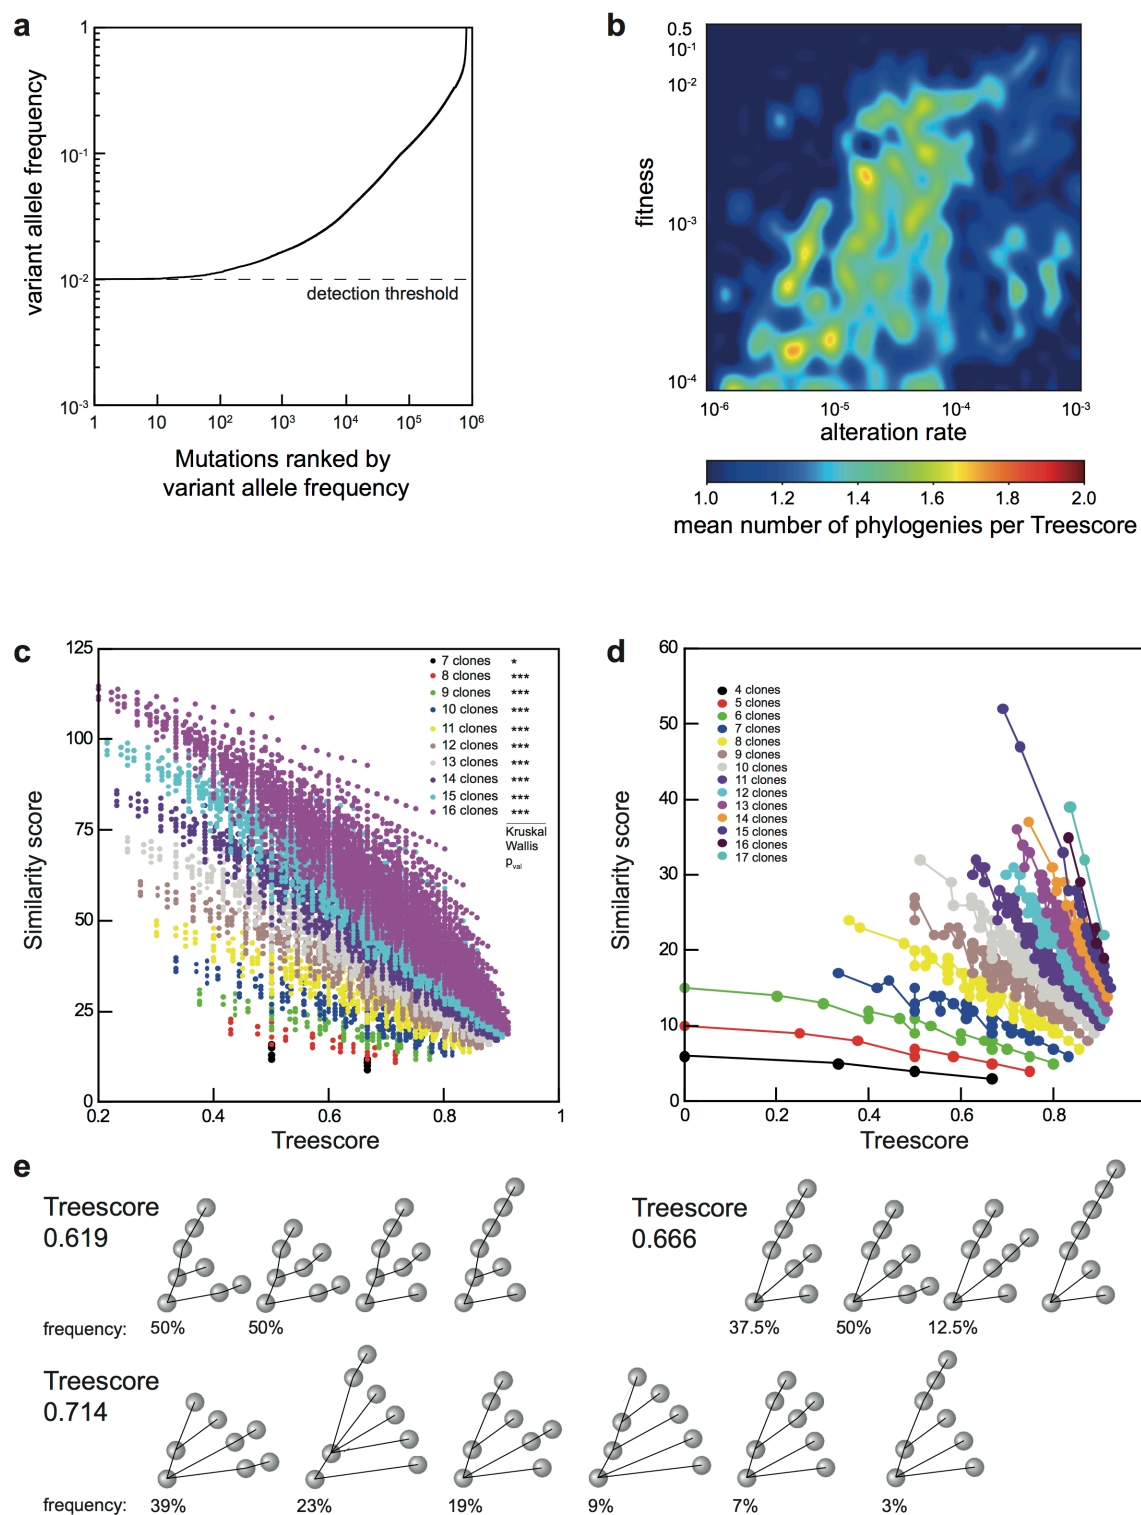 a
1
10-1
10-2
10-3
variant allele frequency
detection threshold
1
10
102
103
104
105
106
Mutations ranked by
variant allele frequency
b
0.5
10-1
10-2
10-3
10-4
fitness
10-6
10-5
10-4
10-3
alteration rate
1.0
1.2
1.4
1.6
1.8
2.0
mean number of phylogenies per Treescore
c
125
100
75
50
25
0
Similarity score
7 clones *
8 clones ***
9 clones ***
10 clones ***
11 clones ***
12 clones ***
13 clones ***
14 clones ***
15 clones ***
16 clones ***
Kruskal
Wallis
pval
0.2
0.4
0.6
0.8
1
Treescore
d
60
50
40
30
20
10
0
Similarity score
4 clones
5 clones
6 clones
7 clones
8 clones
9 clones
10 clones
11 clones
12 clones
13 clones
14 clones
15 clones
16 clones
17 clones
0
0.2
0.4
0.6
0.8
Treescore
e
Treescore
0.619
frequency: 50% 50%
Treescore
0.666
37.5% 50% 12.5%
Treescore
0.714
frequency: 39% 23% 19% 9% 7% 3%